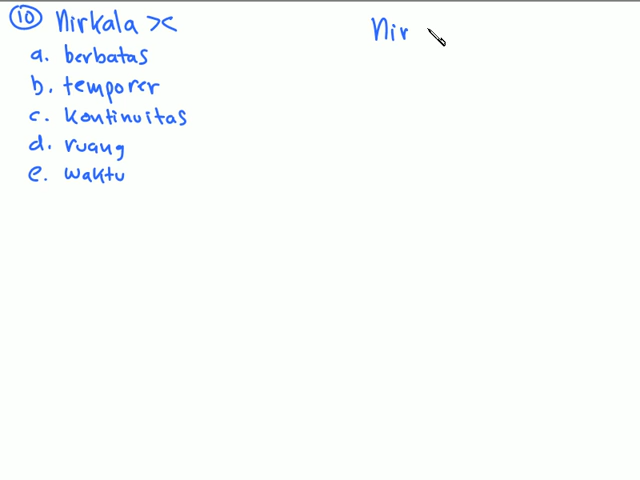 10 Nirkala ><
a. berbatas
b. temporer
c. kontinuitas
d. ruang
e. waktu
Nir